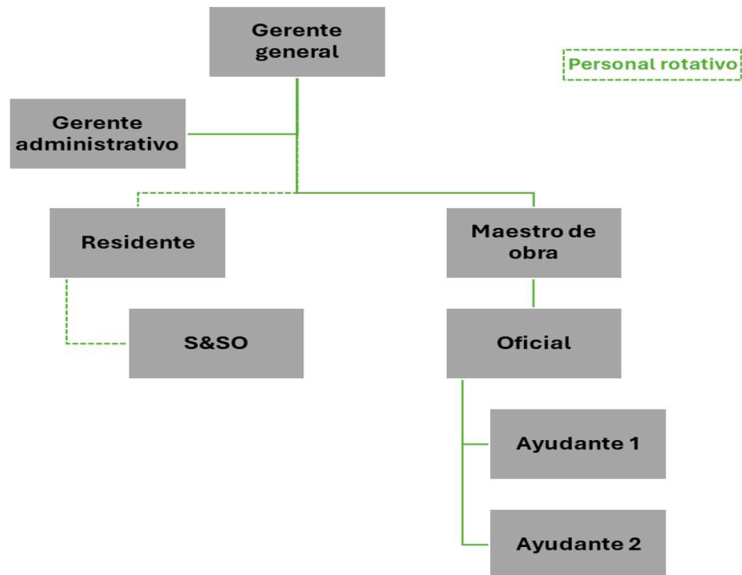 Gerente
general
Personal rotativo
Gerente
administrativo
Residente
Maestro de
obra
S&SO
Oficial
Ayudante 1
Ayudante 2